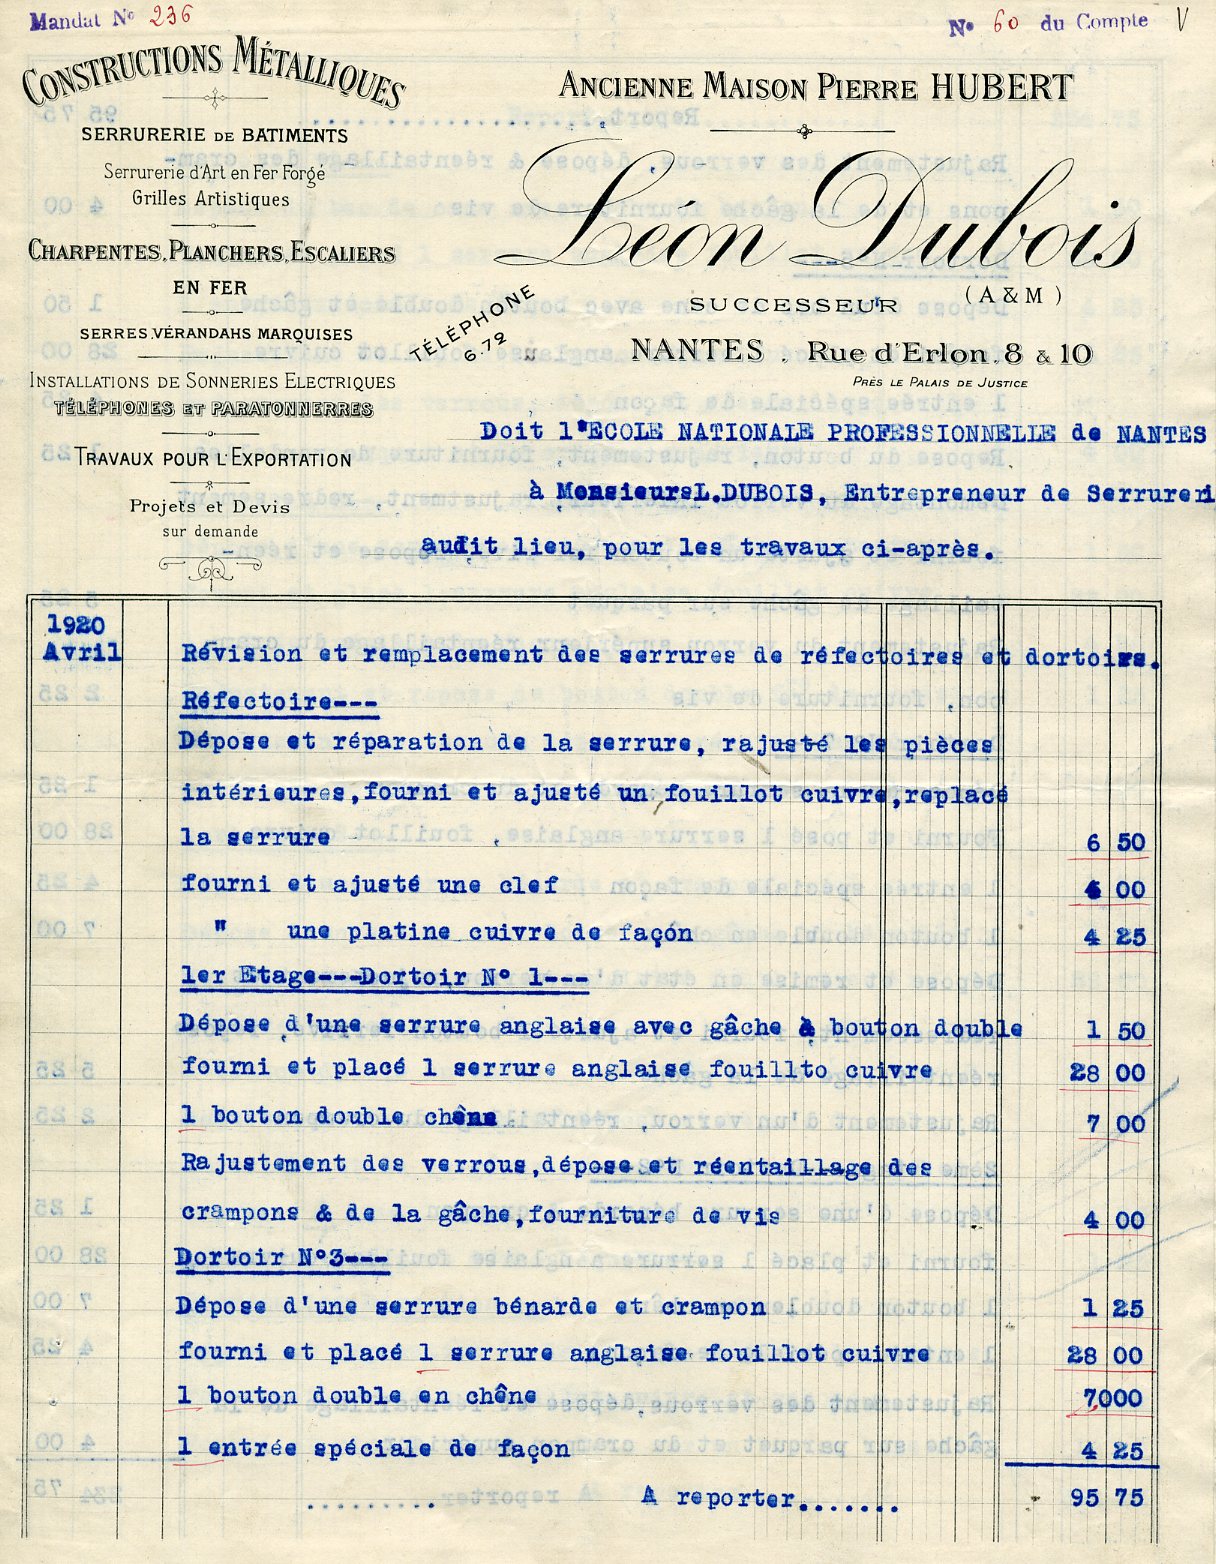 Mandat N° 236
N° 60 du Compte V
CONSTRUCTIONS MÉTALLIQUES
SERRURERIE DE BATIMENTS
Serrurerie d'Art en Fer Forgé
Grilles Artistiques
CHARPENTES, PLANCHERS, ESCALIERS
EN FER
SERRES. VÉRANDAHS MARQUISES
INSTALLATIONS DE SONNERIES ELECTRIQUES
TÉLÉPHONES ET PARATONNERRES
TRAVAUX POUR L'EXPORTATION
Projets et Devis
sur demande
ANCIENNE MAISON PIERRE HUBERT
Léon Dubois
SUCCESSEUR (A & M)
TÉLÉPHONE
6-72
NANTES, Rue d'Erlon. 8 & 10
PRÈS LE PALAIS DE JUSTICE
Doit l'ECOLE NATIONALE PROFESSIONNELLE de NANTES
à MonsieursL.DUBOIS, Entrepreneur de Serrureri
audit lieu, pour les travaux ci-après.
1920
Avril Révision et remplacement des serrures de réfectoires et dortoirs.
Réfectoire---
Dépose et réparation de la serrure, rajusté les pièces
intérieures,fourni et ajusté un fouillot cuivre,replacé
la serrure 6 50
fourni et ajusté une clef 4 00
" une platine cuivre de façón 4 25
1er Etage---Dortoir N° 1---
Dépose d'une serrure anglaise avec gâche & bouton double 1 50
fourni et placé 1 serrure anglaise fouillto cuivre 28 00
1 bouton double chêne 7 00
Rajustement des verrous,dépose et réentaillage des
crampons & de la gâche,fourniture de vis 4 00
Dortoir N°3---
Dépose d'une serrure bénarde et crampon 1 25
fourni et placé 1 serrure anglaise fouillot cuivre 28 00
1 bouton double en chêne 7000
1 entrée spéciale de façon 4 25
......... A reporter....... 95 75